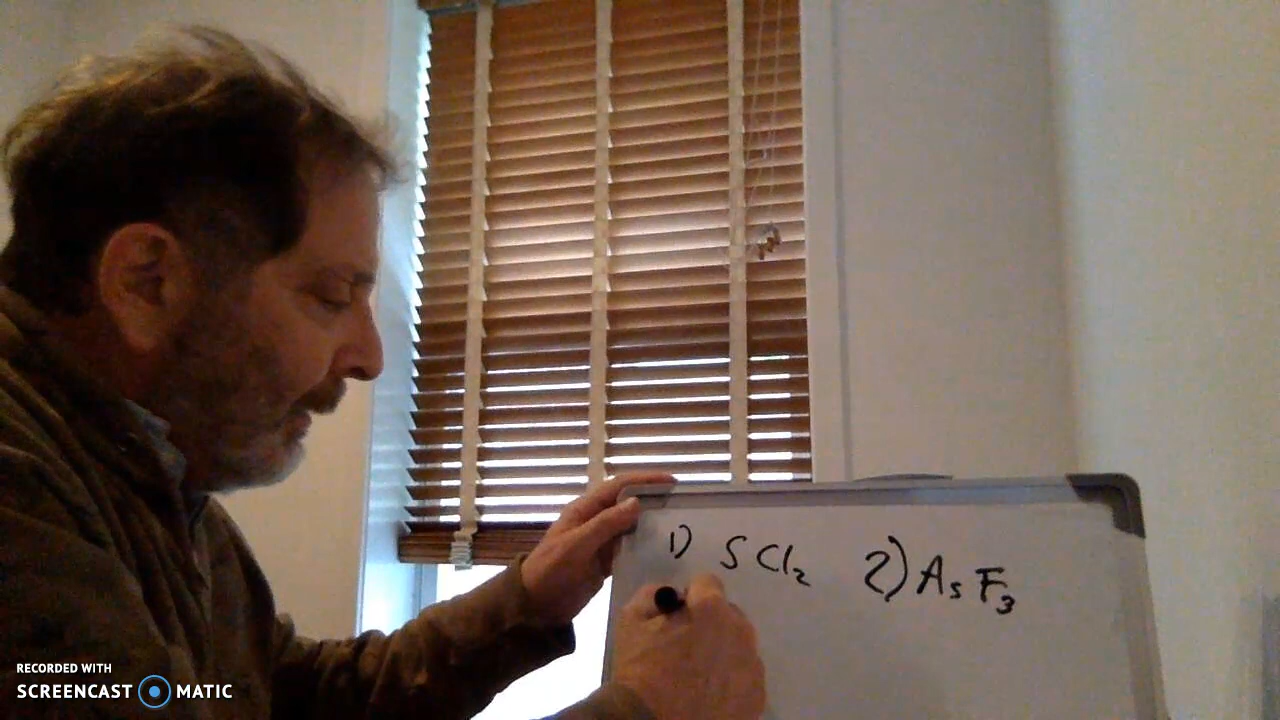 1) SCl₂ 2) AsF₃
RECORDED WITH
SCREENCAST MATIC